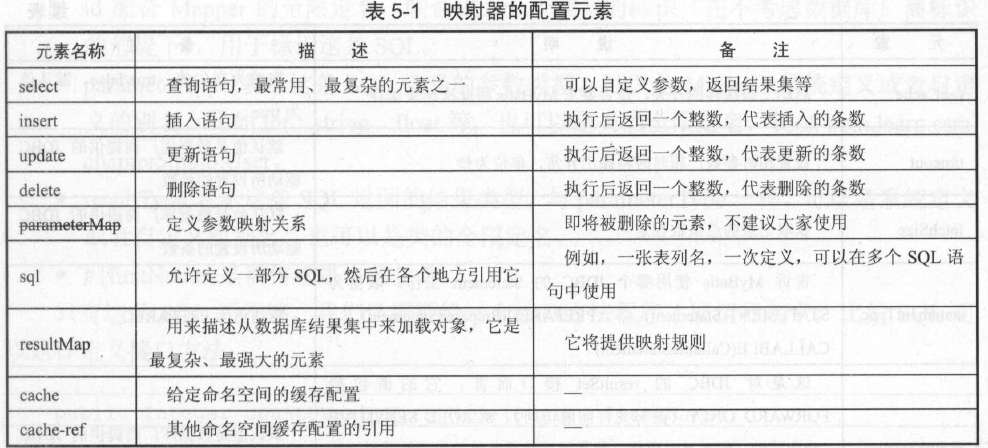 表 5-1 映射器的配置元素
元素名称 描 述 备 注
select 查询语句，最常用、最复杂的元素之一 可以自定义参数，返回结果集等
insert 插入语句 执行后返回一个整数，代表插入的条数
update 更新语句 执行后返回一个整数，代表更新的条数
delete 删除语句 执行后返回一个整数，代表删除的条数
parameterMap 定义参数映射关系 即将被删除的元素，不建议大家使用
sql 允许定义一部分 SQL，然后在各个地方引用它 例如，一张表列名，一次定义，可以在多个 SQL 语
句中使用
resultMap 用来描述从数据库结果集中来加载对象，它是 它将提供映射规则
最复杂、最强大的元素
cache 给定命名空间的缓存配置 —
cache-ref 其他命名空间缓存配置的引用